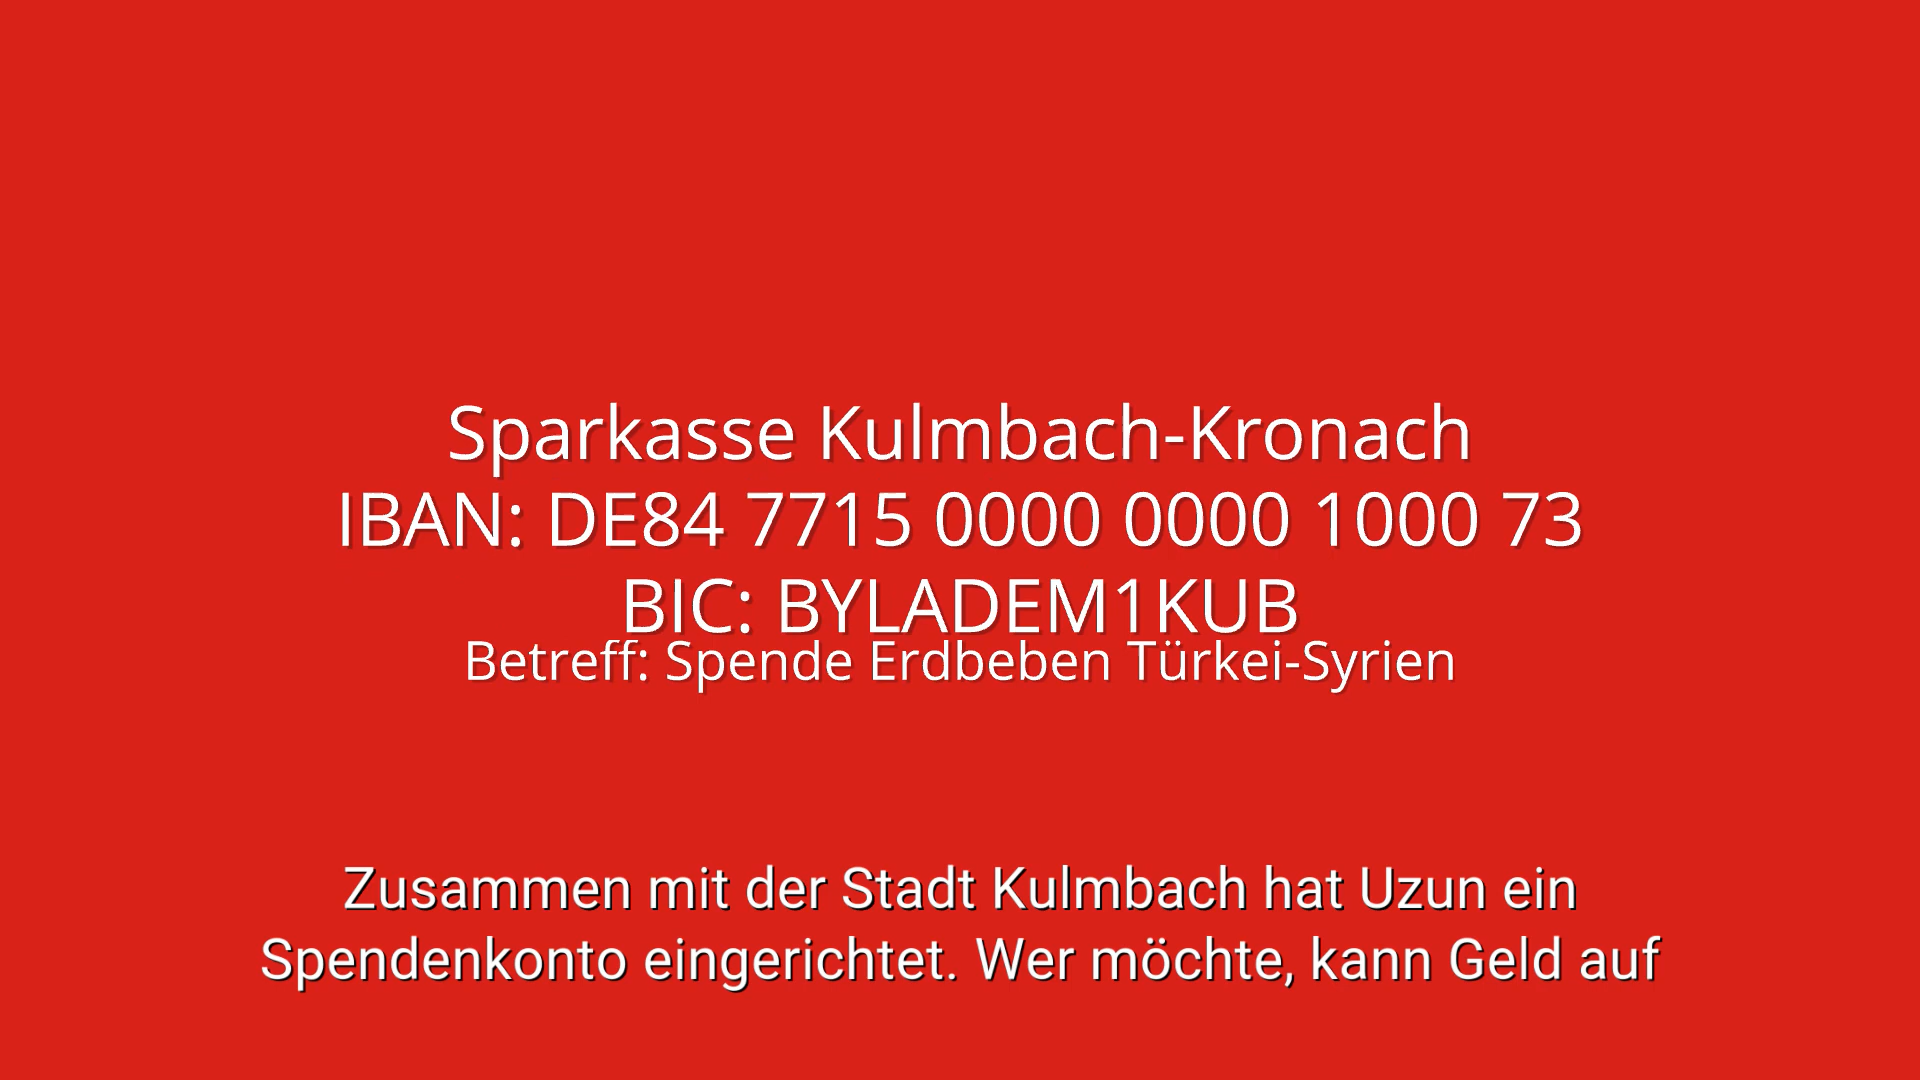 Sparkasse Kulmbach-Kronach
IBAN: DE84 7715 0000 0000 1000 73
BIC: BYLADEM1KUB
Betreff: Spende Erdbeben Türkei-Syrien
Zusammen mit der Stadt Kulmbach hat Uzun ein
Spendenkonto eingerichtet. Wer möchte, kann Geld auf